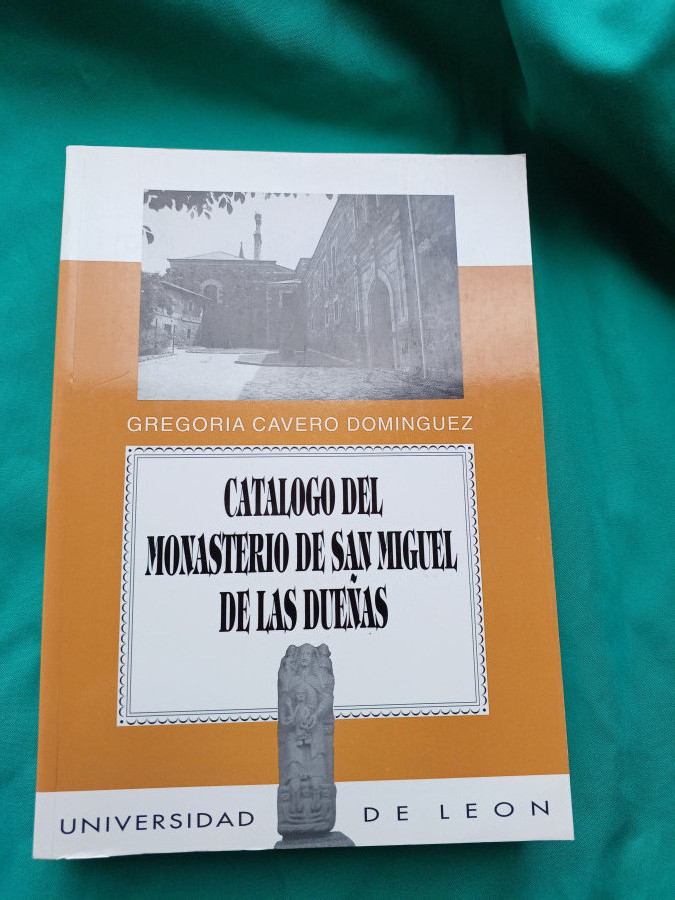 GREGORIA CAVERO DOMINGUEZ
CATALOGO DEL
MONASTERIO DE SAN MIGUEL
DE LAS DUEÑAS
UNIVERSIDAD DE LEON